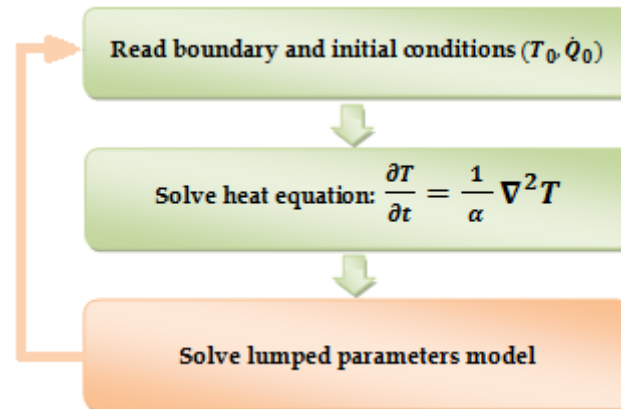 Read boundary and initial conditions (T₀, Q̇₀)
Solve heat equation: ∂T/∂t = 1/α ∇²T
Solve lumped parameters model